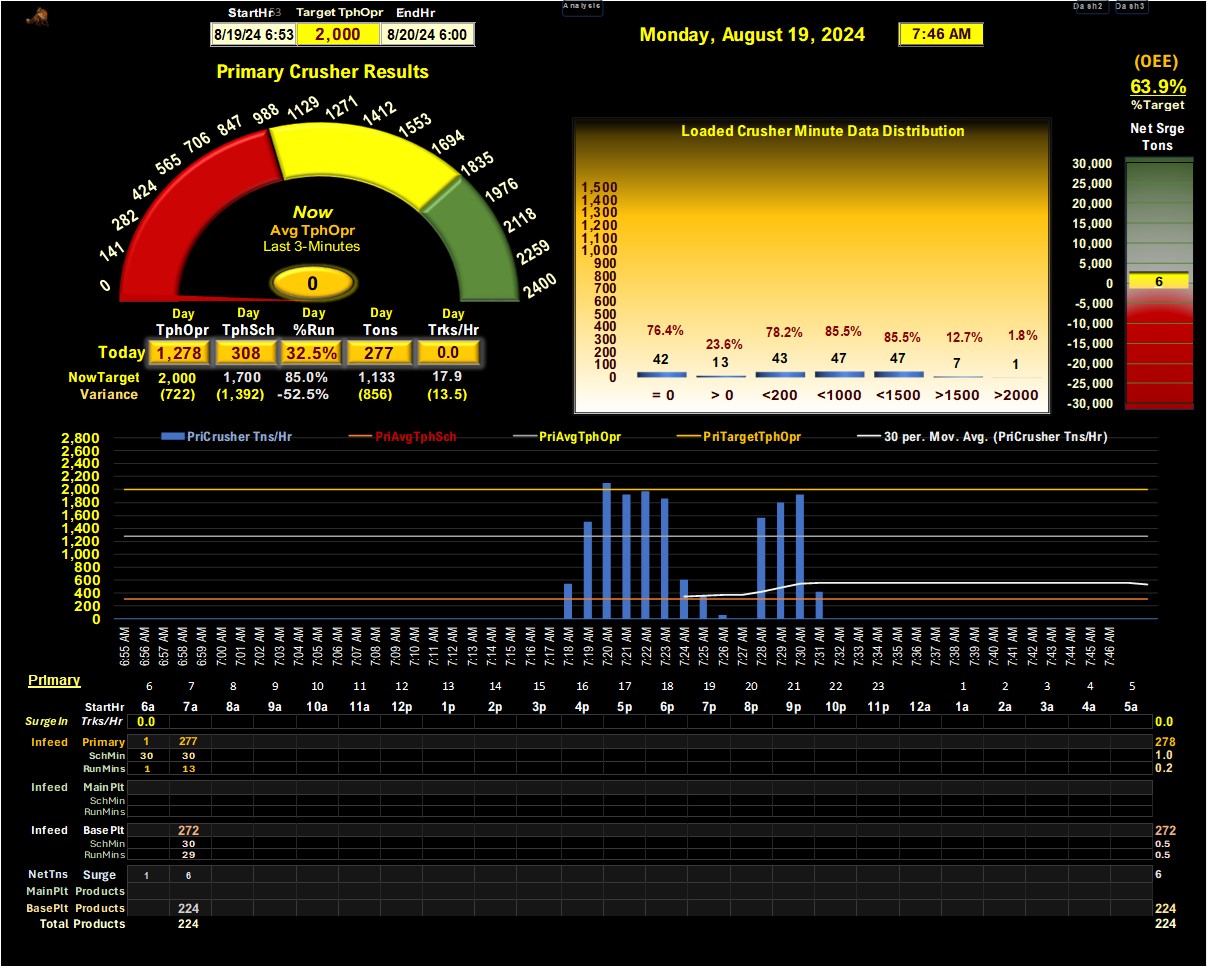 StartHr53 Target TphOpr EndHr
8/19/24 6:53 2,000 8/20/24 6:00
Analysis
Dash2 Dash3
Monday, August 19, 2024 7:46 AM
(OEE)
63.9%
%Target
Net Srge
Tons
30,000
25,000
20,000
15,000
10,000
5,000
0
-5,000
-10,000
-15,000
-20,000
-25,000
-30,000
6
Primary Crusher Results
0 141 282 424 565 706 847 988 1129 1271 1412 1553 1694 1835 1976 2118 2259 2400
Now
Avg TphOpr
Last 3-Minutes
0
Day Day Day Day Day
TphOpr TphSch %Run Tons Trks/Hr
Today 1,278 308 32.5% 277 0.0
NowTarget 2,000 1,700 85.0% 1,133 17.9
Variance (722) (1,392) -52.5% (856) (13.5)
Loaded Crusher Minute Data Distribution
1,500
1,400
1,300
1,200
1,100
1,000
900
800
700
600
500
400
300
200
100
0
76.4% 23.6% 78.2% 85.5% 85.5% 12.7% 1.8%
42 13 43 47 47 7 1
= 0 > 0 <200 <1000 <1500 >1500 >2000
PriCrusher Tns/Hr PriAvgTphSch PriAvgTphOpr PriTargetTphOpr 30 per. Mov. Avg. (PriCrusher Tns/Hr)
2,800
2,600
2,400
2,200
2,000
1,800
1,600
1,400
1,200
1,000
800
600
400
200
0
6:55 AM 6:56 AM 6:57 AM 6:58 AM 6:59 AM 7:00 AM 7:01 AM 7:02 AM 7:03 AM 7:04 AM 7:05 AM 7:06 AM 7:07 AM 7:08 AM 7:09 AM 7:10 AM 7:11 AM 7:12 AM 7:13 AM 7:14 AM 7:15 AM 7:16 AM 7:17 AM 7:18 AM 7:19 AM 7:20 AM 7:21 AM 7:22 AM 7:23 AM 7:24 AM 7:25 AM 7:26 AM 7:27 AM 7:28 AM 7:29 AM 7:30 AM 7:31 AM 7:32 AM 7:33 AM 7:34 AM 7:35 AM 7:36 AM 7:37 AM 7:38 AM 7:39 AM 7:40 AM 7:41 AM 7:42 AM 7:43 AM 7:44 AM 7:45 AM 7:46 AM
Primary
6 7 8 9 10 11 12 13 14 15 16 17 18 19 20 21 22 23 1 2 3 4 5
StartHr 6a 7a 8a 9a 10a 11a 12p 1p 2p 3p 4p 5p 6p 7p 8p 9p 10p 11p 12a 1a 2a 3a 4a 5a
SurgeIn Trks/Hr 0.0 0.0
Infeed Primary 1 277 278
SchMin 30 30 1.0
RunMins 1 13 0.2
Infeed MainPlt
SchMin
RunMins
Infeed BasePlt 272 272
SchMin 30 0.5
RunMins 29 0.5
NetTns Surge 1 6 6
MainPlt Products
BasePlt Products 224 224
Total Products 224 224